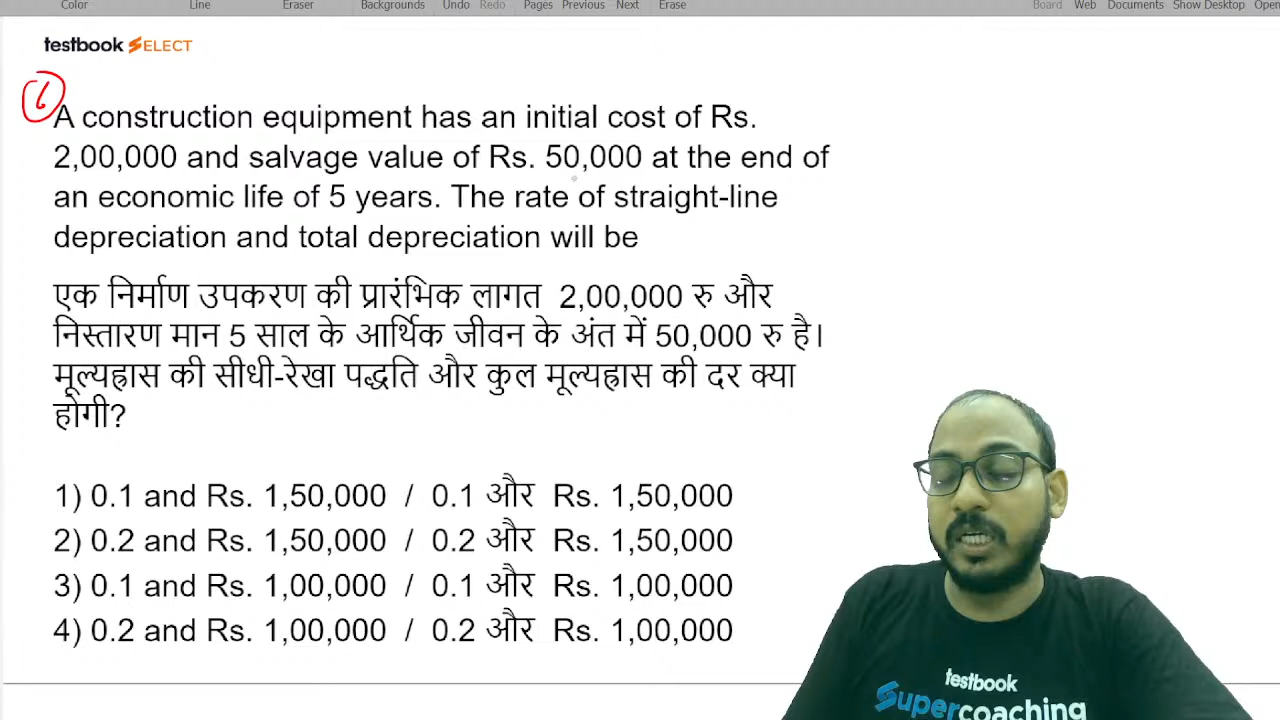 Color Line Eraser Backgrounds Undo Redo Pages Previous Next Erase Board Web Documents Show Desktop Open
testbook SELECT
6
A construction equipment has an initial cost of Rs.
2,00,000 and salvage value of Rs. 50,000 at the end of
an economic life of 5 years. The rate of straight-line
depreciation and total depreciation will be
एक निर्माण उपकरण की प्रारंभिक लागत 2,00,000 रु और
निस्तारण मान 5 साल के आर्थिक जीवन के अंत में 50,000 रु है।
मूल्यह्रास की सीधी-रेखा पद्धति और कुल मूल्यह्रास की दर क्या
होगी?
1) 0.1 and Rs. 1,50,000 / 0.1 और Rs. 1,50,000
2) 0.2 and Rs. 1,50,000 / 0.2 और Rs. 1,50,000
3) 0.1 and Rs. 1,00,000 / 0.1 और Rs. 1,00,000
4) 0.2 and Rs. 1,00,000 / 0.2 और Rs. 1,00,000
testbook
Supercoaching